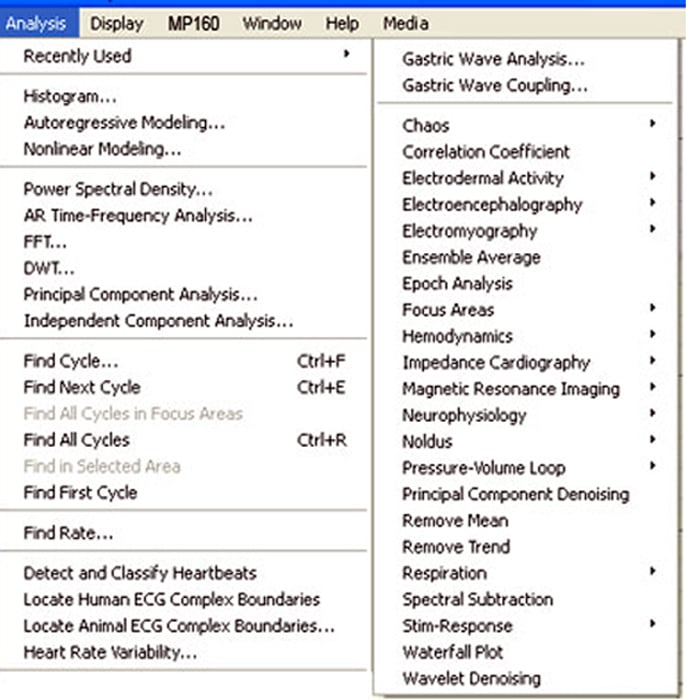 Analysis Display MP160 Window Help Media
Recently Used
Histogram...
Autoregressive Modeling...
Nonlinear Modeling...
Power Spectral Density...
AR Time-Frequency Analysis...
FFT...
DWT...
Principal Component Analysis...
Independent Component Analysis...
Find Cycle... Ctrl+F
Find Next Cycle Ctrl+E
Find All Cycles in Focus Areas
Find All Cycles Ctrl+R
Find in Selected Area
Find First Cycle
Find Rate...
Detect and Classify Heartbeats
Locate Human ECG Complex Boundaries
Locate Animal ECG Complex Boundaries...
Heart Rate Variability...
Gastric Wave Analysis...
Gastric Wave Coupling...
Chaos
Correlation Coefficient
Electrodermal Activity
Electroencephalography
Electromyography
Ensemble Average
Epoch Analysis
Focus Areas
Hemodynamics
Impedance Cardiography
Magnetic Resonance Imaging
Neurophysiology
Noldus
Pressure-Volume Loop
Principal Component Denoising
Remove Mean
Remove Trend
Respiration
Spectral Subtraction
Stim-Response
Waterfall Plot
Wavelet Denoising